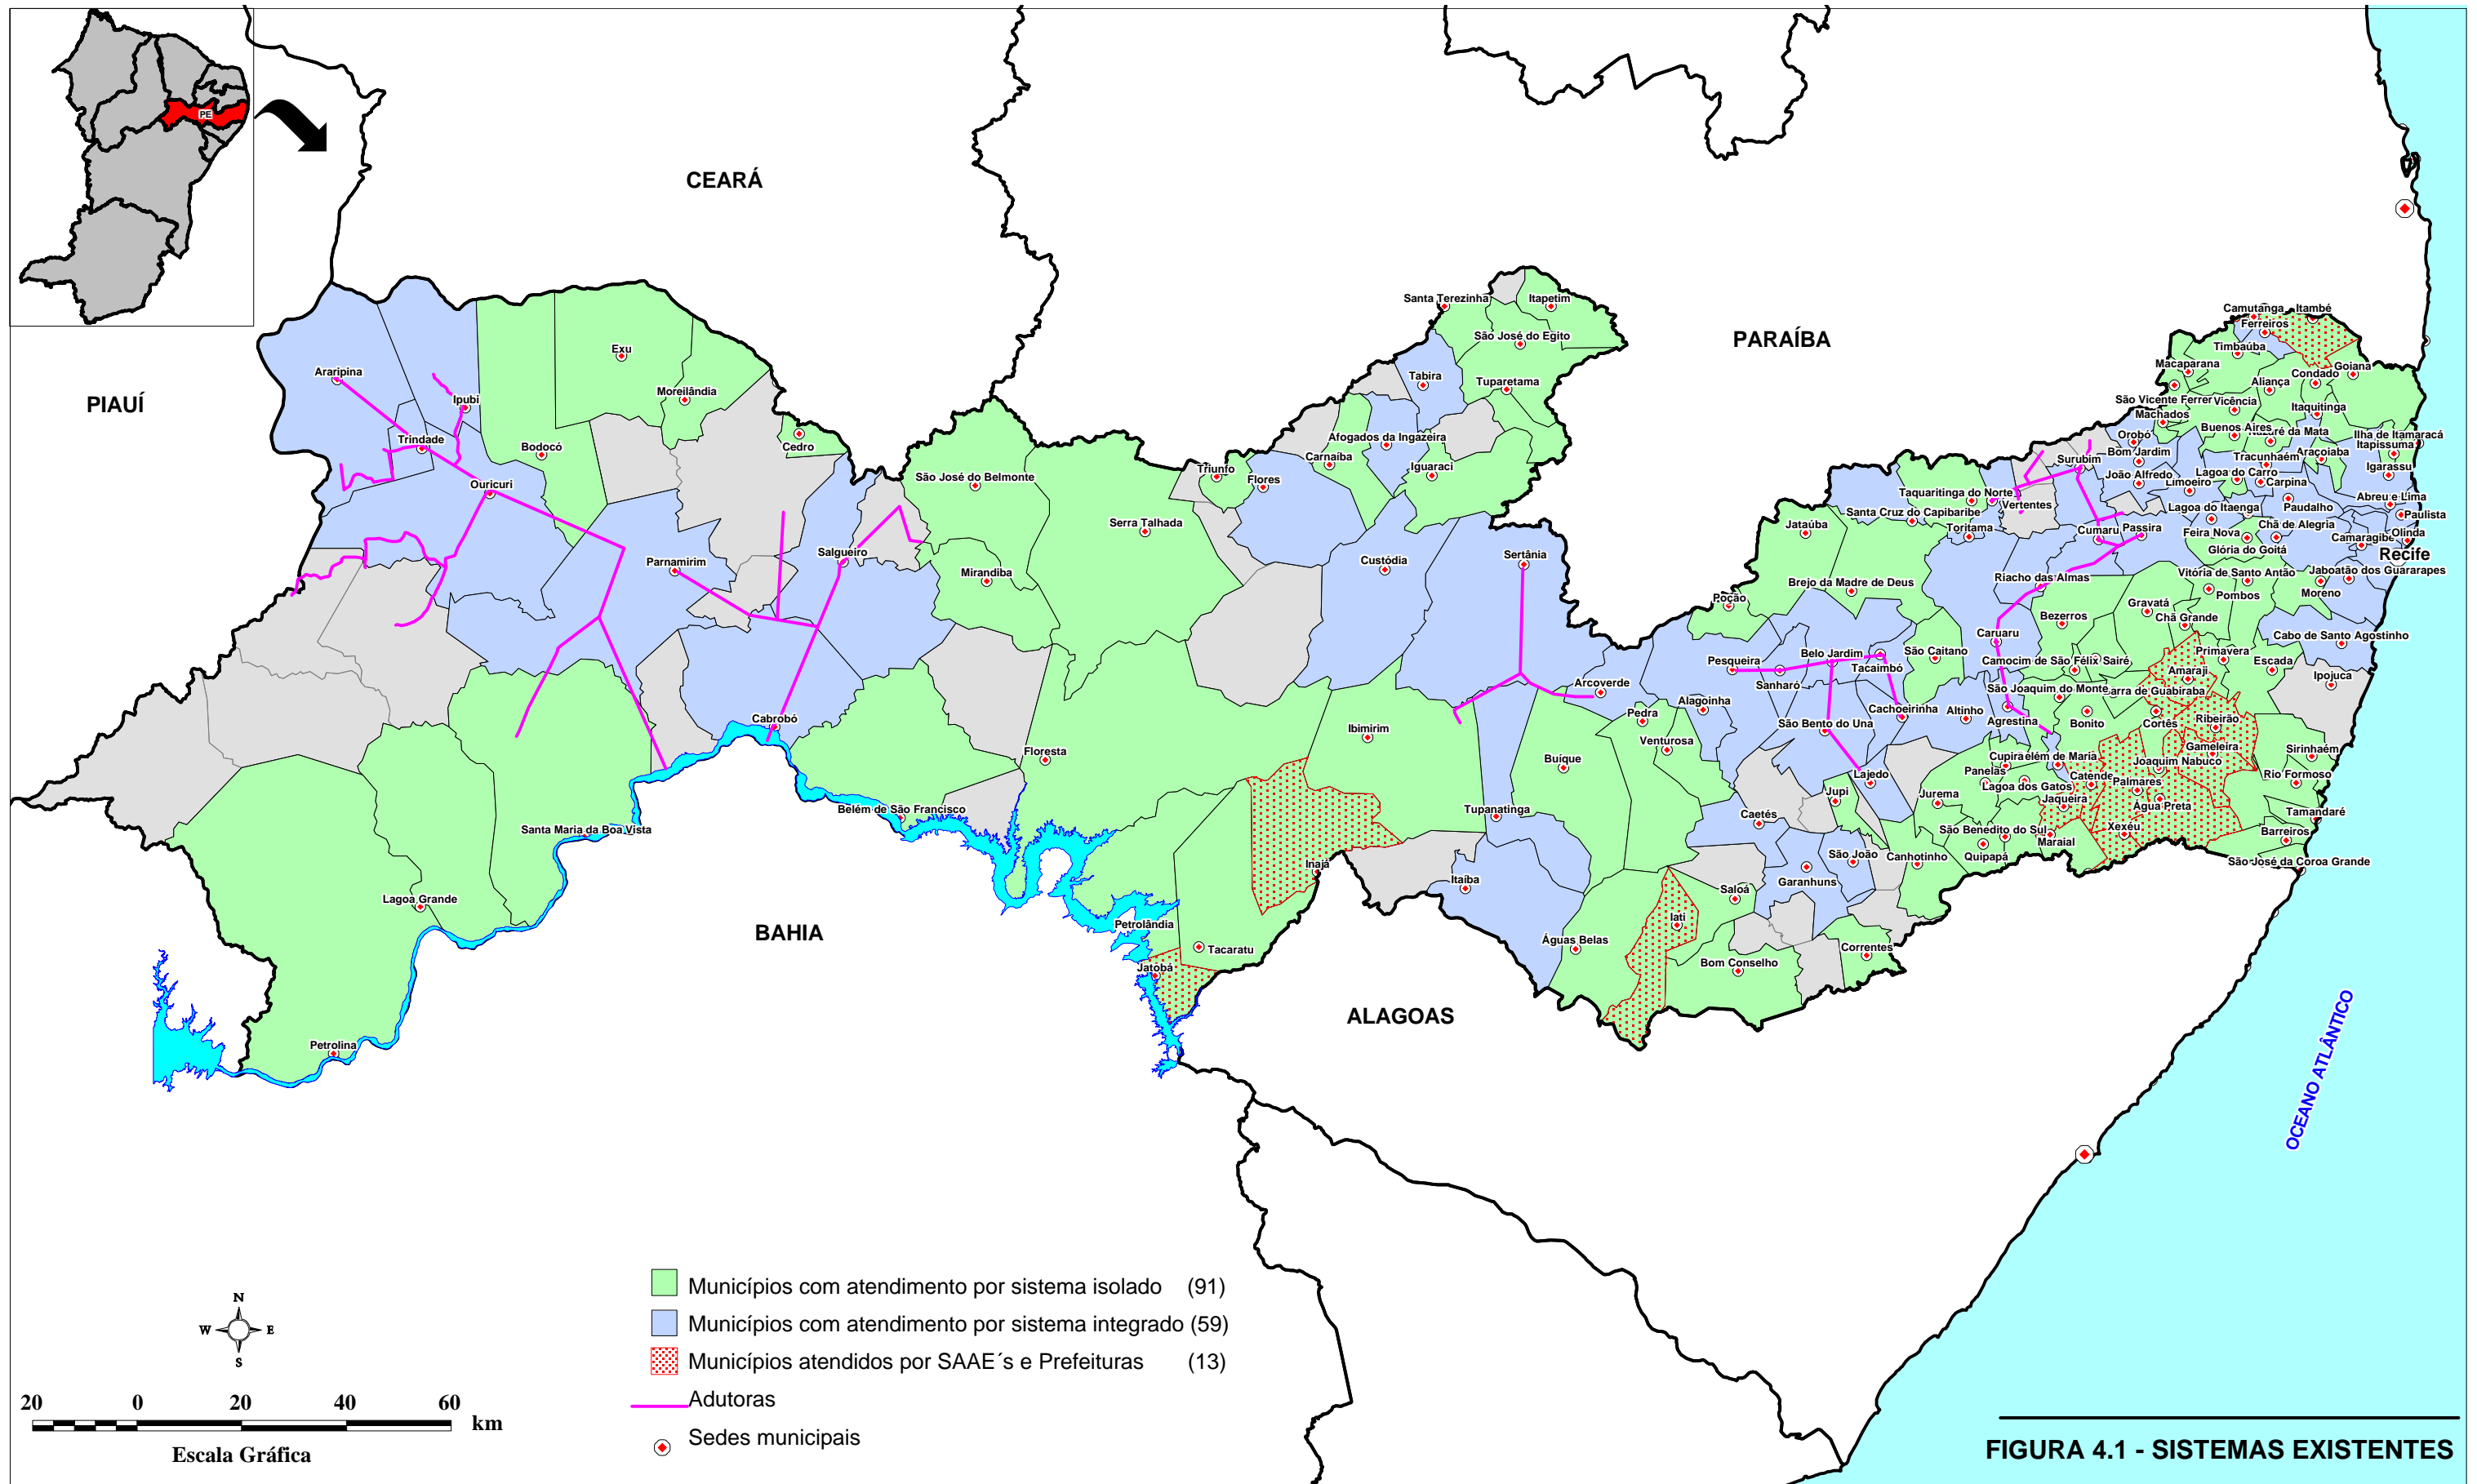 PE
CEARÁ
PIAUÍ
PARAÍBA
BAHIA
ALAGOAS
OCEANO ATLÂNTICO
Araripina
Ipubi
Trindade
Ouricuri
Bodocó
Exu
Moreilândia
Cedro
Parnamirim
Salgueiro
Cabrobó
São José do Belmonte
Mirandiba
Serra Talhada
Floresta
Belém de São Francisco
Santa Maria da Boa Vista
Lagoa Grande
Petrolina
Petrolândia
Jatobá
Tacaratu
Inajá
Ibimirim
Triunfo
Flores
Carnaíba
Afogados da Ingazeira
Iguaraci
Tabira
Santa Terezinha
Itapetim
São José do Egito
Tuparetama
Custódia
Sertânia
Arcoverde
Pedra
Venturosa
Buíque
Tupanatinga
Itaíba
Águas Belas
Iati
Saloá
Bom Conselho
Correntes
Garanhuns
São João
Caetés
Jupi
Lajedo
Jurema
Canhotinho
Quipapá
São Benedito do Sul
Maraial
Alagoinha
Pesqueira
Poção
Sanharó
Belo Jardim
Tacaimbó
São Bento do Una
Cachoeirinha
São Caitano
Altinho
Agrestina
Caruaru
Jataúba
Brejo da Madre de Deus
Santa Cruz do Capibaribe
Taquaritinga do Norte
Toritama
Vertentes
Surubim
Cumaru
Passira
Riacho das Almas
Bezerros
Gravatá
Chã Grande
Camocim de São Félix
Sairé
São Joaquim do Monte
Barra de Guabiraba
Bonito
Cortês
Amaraji
Primavera
Escada
Ipojuca
Ribeirão
Gameleira
Joaquim Nabuco
Cupira
Panelas
Lagoa dos Gatos
Catende
Palmares
Jaqueira
Água Preta
Xexéu
Sirinhaém
Rio Formoso
Tamandaré
Barreiros
São José da Coroa Grande
Camutanga
Itambé
Ferreiros
Timbaúba
Macaparana
Goiana
Condado
Aliança
São Vicente Ferrer
Vicência
Itaquitinga
Machados
Buenos Aires
Nazaré da Mata
Orobó
Bom Jardim
Tracunhaém
Araçoiaba
Ilha de Itamaracá
Itapissuma
Igarassu
João Alfredo
Limoeiro
Lagoa do Carro
Carpina
Paudalho
Abreu e Lima
Paulista
Lagoa do Itaenga
Feira Nova
Chã de Alegria
Glória do Goitá
Camaragibe
Olinda
Recife
Vitória de Santo Antão
Pombos
Moreno
Jaboatão dos Guararapes
Cabo de Santo Agostinho
Municípios com atendimento por sistema isolado (91)
Municípios com atendimento por sistema integrado (59)
Municípios atendidos por SAAE´s e Prefeituras (13)
Adutoras
Sedes municipais
N
W E
S
20 0 20 40 60
km
Escala Gráfica
FIGURA 4.1 - SISTEMAS EXISTENTES